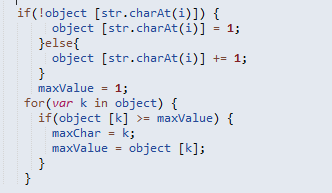 if(!object [str.charAt(i)]) {
object [str.charAt(i)] = 1;
}else{
object [str.charAt(i)] += 1;
}
maxValue = 1;
for(var k in object) {
if(object [k] >= maxValue) {
maxChar = k;
maxValue = object [k];
}
}